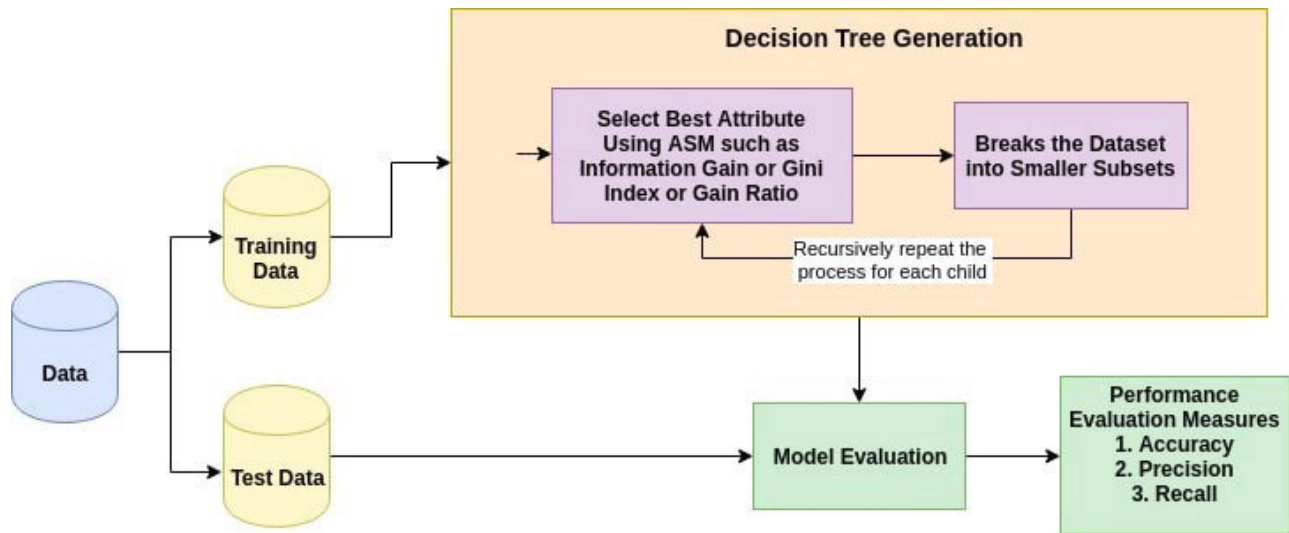 Decision Tree Generation
Select Best Attribute
Using ASM such as
Information Gain or Gini
Index or Gain Ratio
Breaks the Dataset
into Smaller Subsets
Recursively repeat the
process for each child
Training
Data
Data
Test Data
Model Evaluation
Performance
Evaluation Measures
1. Accuracy
2. Precision
3. Recall